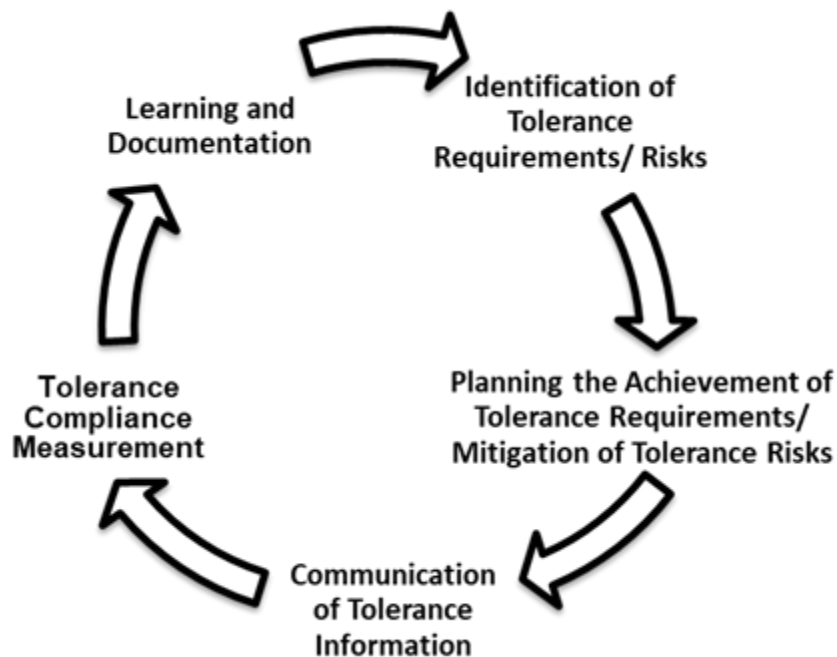 Learning and
Documentation
Identification of
Tolerance
Requirements/ Risks
Planning the Achievement of
Tolerance Requirements/
Mitigation of Tolerance Risks
Communication
of Tolerance
Information
Tolerance
Compliance
Measurement